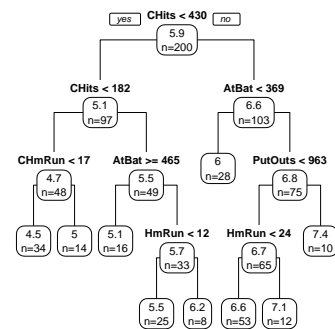 yes CHits < 430 no
5.9
n=200
CHits < 182 AtBat < 369
5.1 6.6
n=97 n=103
CHmRun < 17 AtBat >= 465 PutOuts < 963
4.7 5.5 6 6.8
n=48 n=49 n=28 n=75
HmRun < 12 HmRun < 24
4.5 5 5.1 5.7 6.7 7.4
n=34 n=14 n=16 n=33 n=65 n=10
5.5 6.2 6.6 7.1
n=25 n=8 n=53 n=12